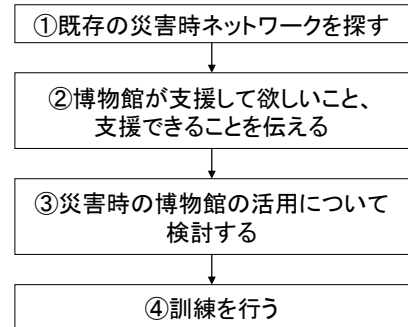 ①既存の災害時ネットワークを探す
②博物館が支援して欲しいこと、
支援できることを伝える
③災害時の博物館の活用について
検討する
④訓練を行う